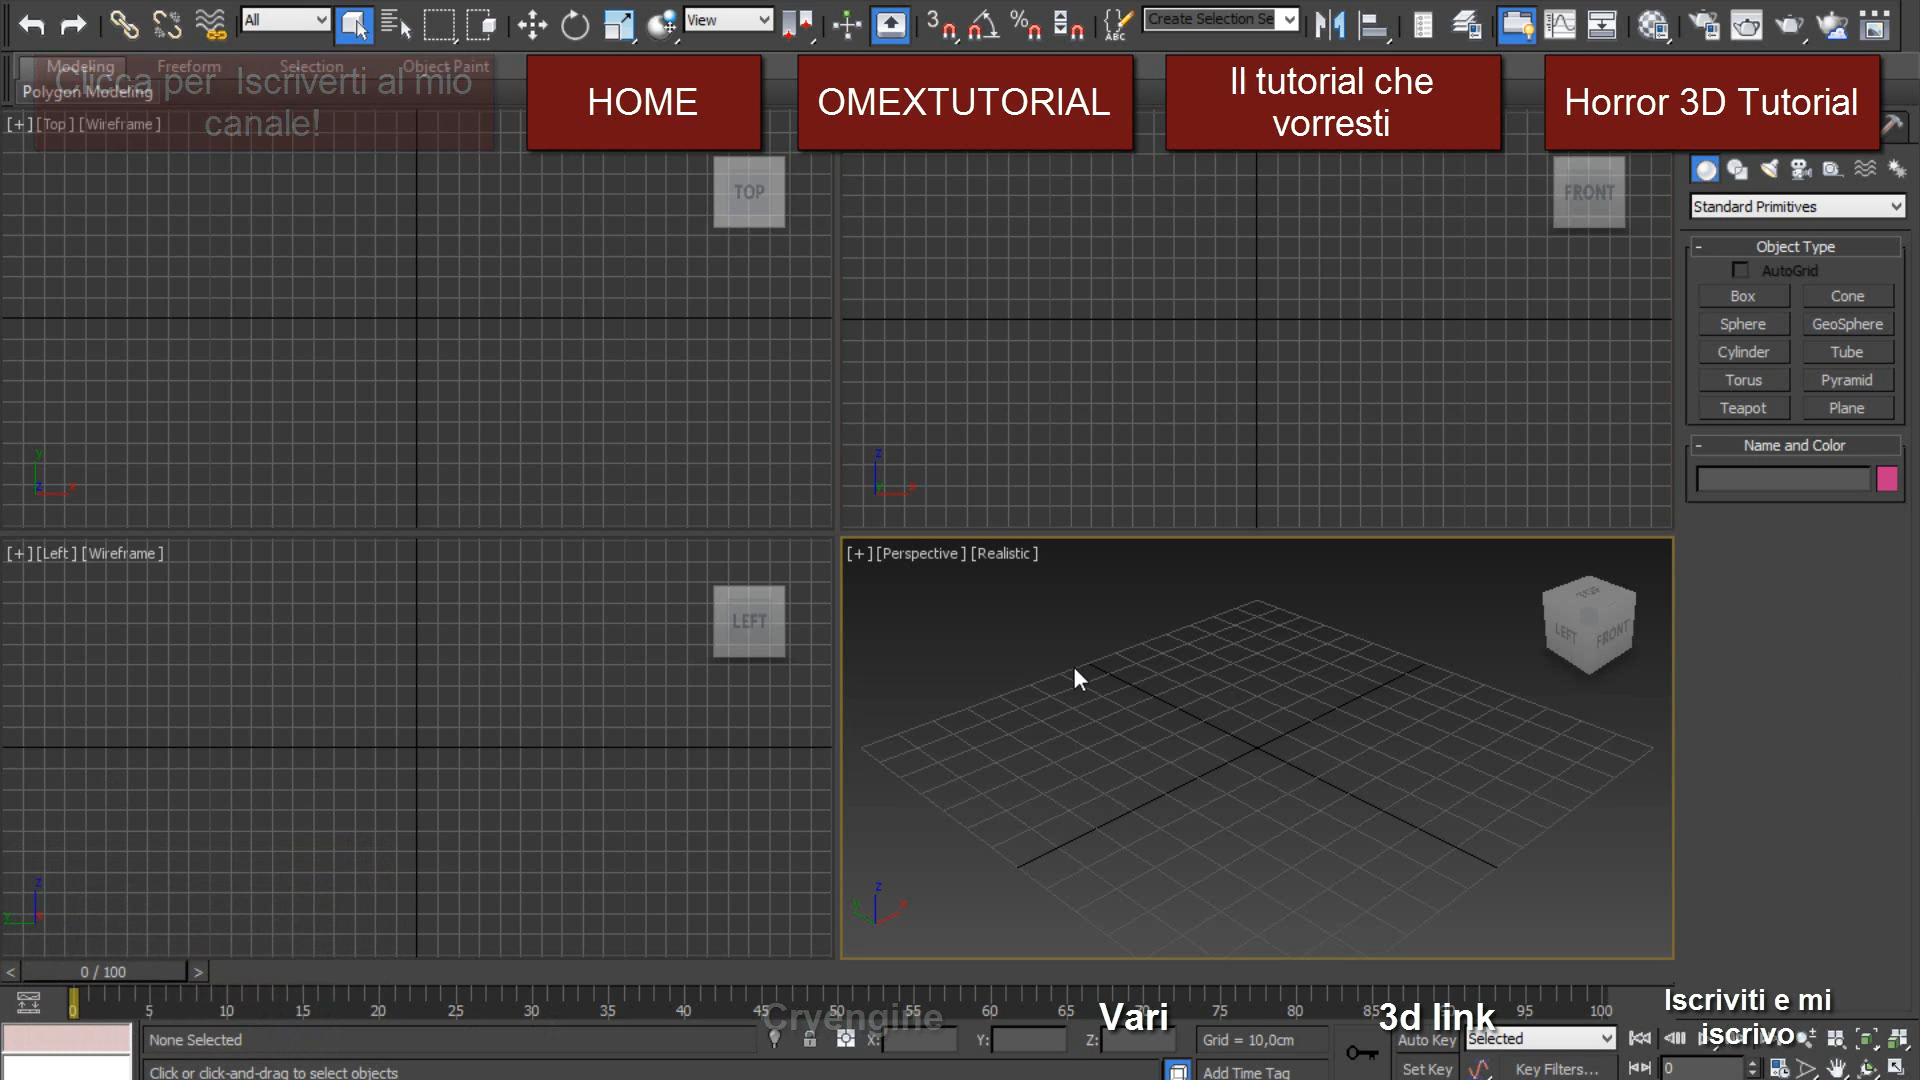 All
View
3
%
ABC
Create Selection Se
Modeling Freeform Selection Object Paint
Polygon Modeling
Clicca per Iscriverti al mio
canale!
HOME
OMEXTUTORIAL
Il tutorial che
vorresti
Horror 3D Tutorial
[+] [Top] [Wireframe]
TOP
FRONT
Standard Primitives
- Object Type
AutoGrid
Box Cone
Sphere GeoSphere
Cylinder Tube
Torus Pyramid
Teapot Plane
- Name and Color
y
z x
z
y x
[+] [Left] [Wireframe]
LEFT
[+] [Perspective] [Realistic]
TOP
LEFT FRONT
z
y x
z
y x
< 0 / 100 >
0 5 10 15 20 25 30 35 40 45 50 55 60 65 75 80 85 95 100
Cryengine
Vari
3d link
Iscriviti e mi
iscrivo
None Selected
X: Y: Z:
Grid = 10,0cm
Auto Key
Selected
Click or click-and-drag to select objects
Add Time Tag
Set Key
Key Filters...
0